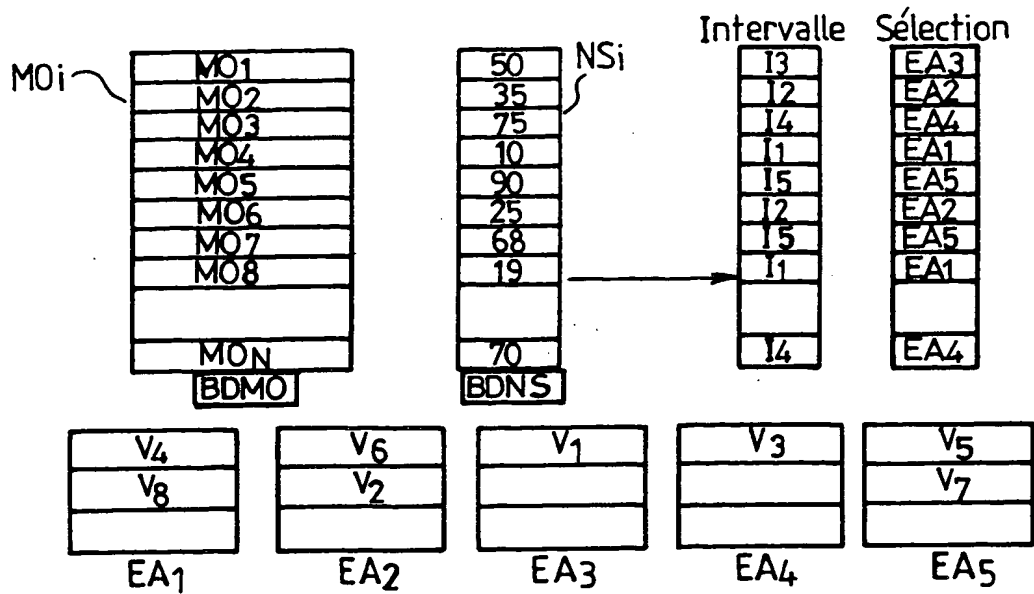 Intervalle Sélection
MOi NSi
MO1 50 I3 EA3
MO2 35 I2 EA2
MO3 75 I4 EA4
MO4 10 I1 EA1
MO5 90 I5 EA5
MO6 25 I2 EA2
MO7 68 I5 EA5
MO8 19 I1 EA1
MON 70 I4 EA4
BDMO BDNS
V4 V6 V1 V3 V5
V8 V2 V7
EA1 EA2 EA3 EA4 EA5